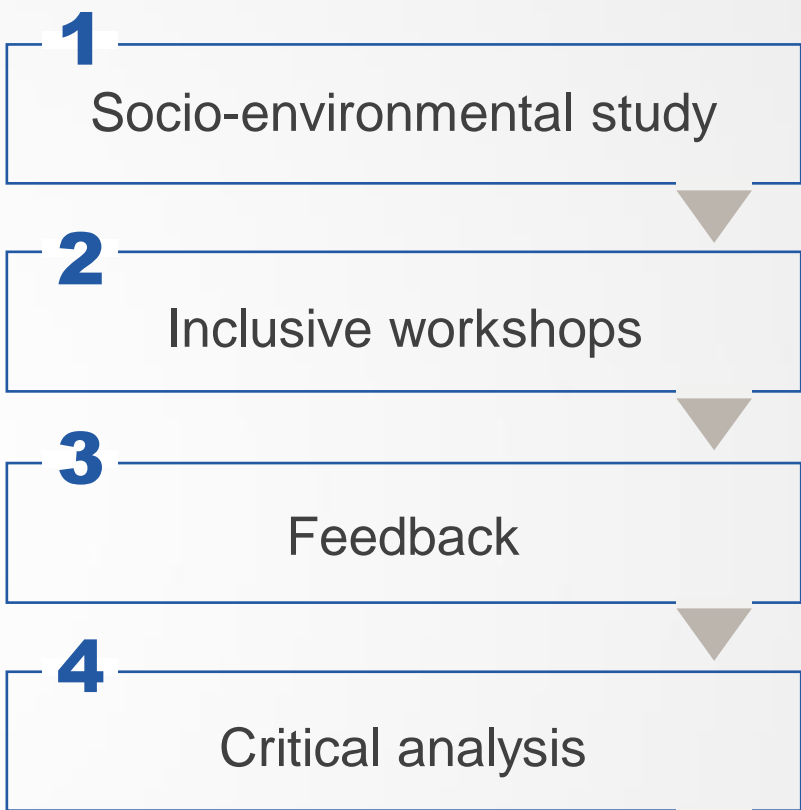 1
Socio-environmental study
2
Inclusive workshops
3
Feedback
4
Critical analysis